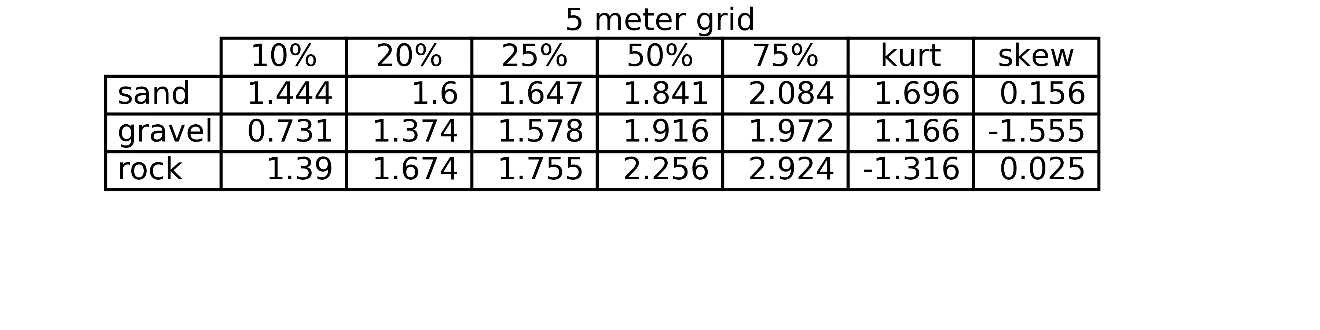 5 meter grid
10% 20% 25% 50% 75% kurt skew
sand 1.444 1.6 1.647 1.841 2.084 1.696 0.156
gravel 0.731 1.374 1.578 1.916 1.972 1.166 -1.555
rock 1.39 1.674 1.755 2.256 2.924 -1.316 0.025